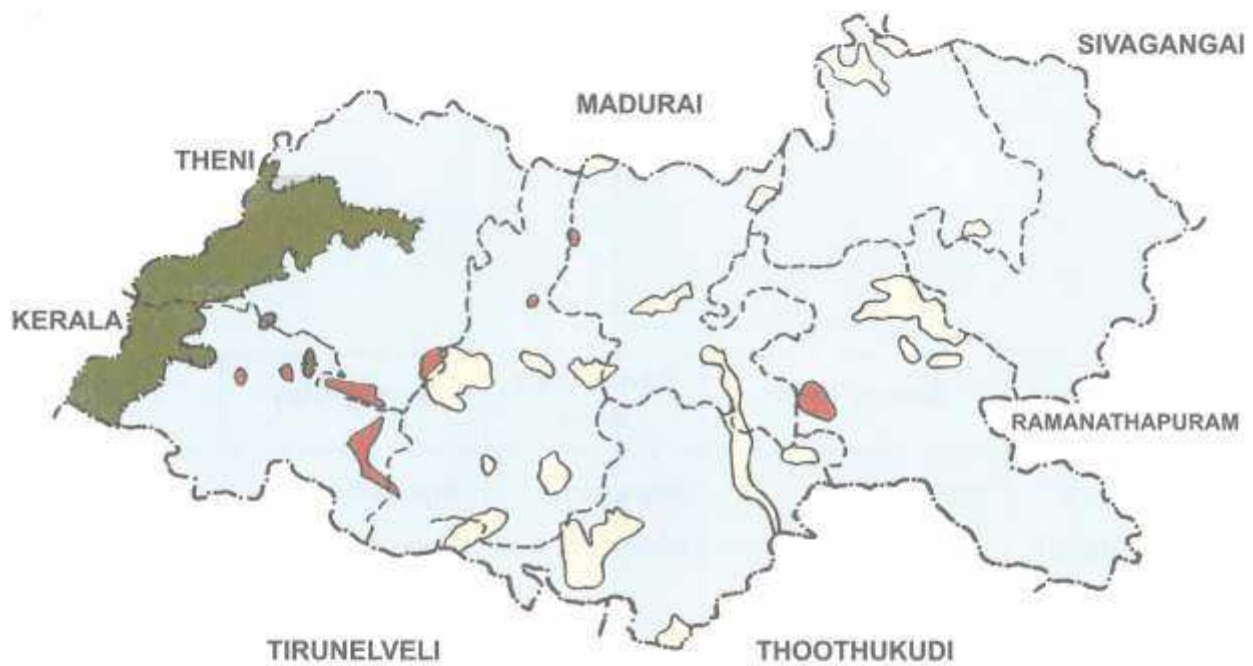 SIVAGANGAI
MADURAI
THENI
KERALA
RAMANATHAPURAM
TIRUNELVELI
THOOTHUKUDI